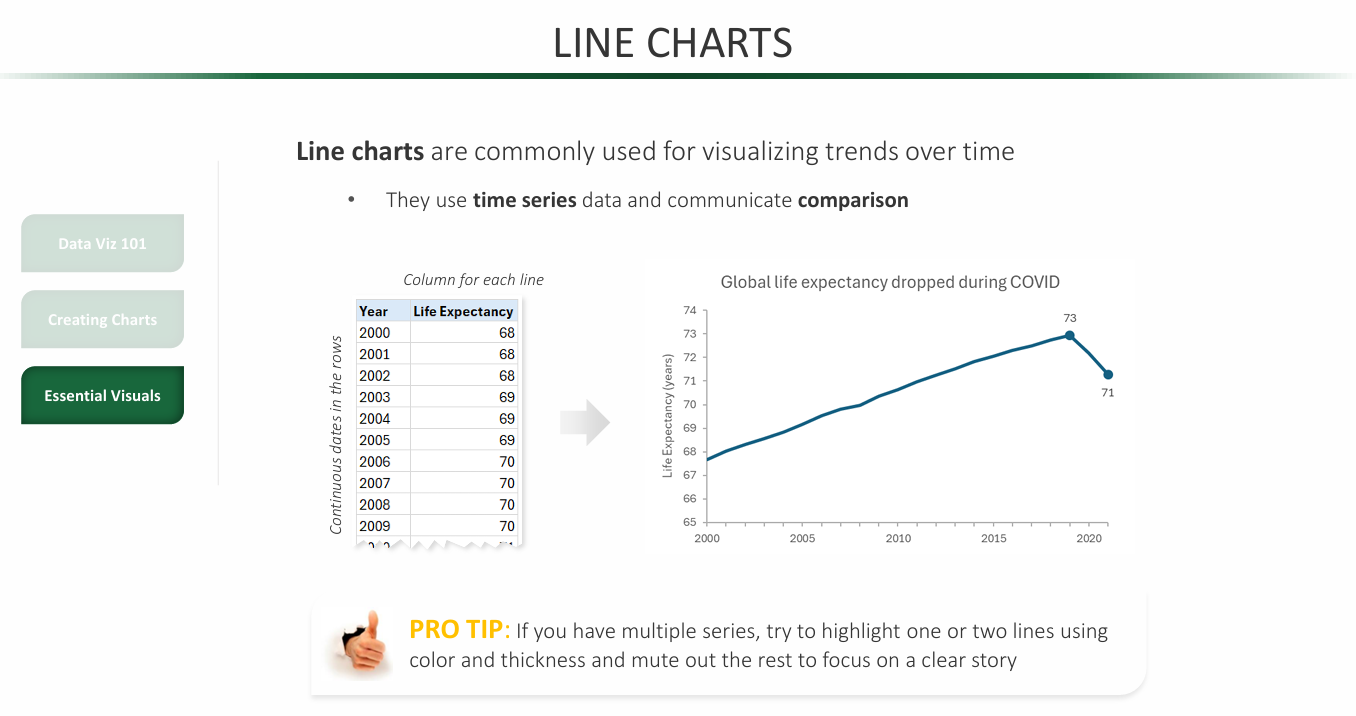 LINE CHARTS
Data Viz 101
Creating Charts
Essential Visuals
Line charts are commonly used for visualizing trends over time
• They use time series data and communicate comparison
Column for each line
Continuous dates in the rows
Year Life Expectancy
2000 68
2001 68
2002 68
2003 69
2004 69
2005 69
2006 70
2007 70
2008 70
2009 70
Global life expectancy dropped during COVID
Life Expectancy (years)
74
73
72
71
70
69
68
67
66
65
73
71
2000 2005 2010 2015 2020
PRO TIP: If you have multiple series, try to highlight one or two lines using
color and thickness and mute out the rest to focus on a clear story